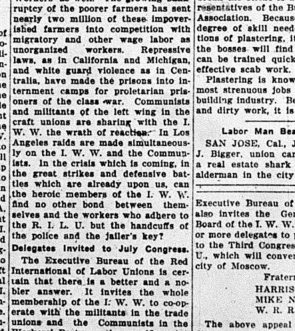 ruptcy of the poorer farmers has sent
nearly two million of these impover-
ished farmers into competition with
migratory and other wage labor as
unorganized workers. Repressive
laws, as in California and Michigan,
and white guard violence as in Cen-
tralia, have made the prisons into in-
ternment camps for proletarian pris-
oners of the class war. Communists
and militants of the left wing in the
craft unions are sharing with the I.
W. W. the wrath of reaction. In Los
Angeles raids are made simultaneous-
ly on the I. W. W. and the Commun-
ists. In the crisis which is coming, in
the great strikes and defensive bat-
tles which are already upon us, can
the heroic members of the I. W. W.
find no other bond between them-
selves and the workers who adhere to
the R. I. L. U. but the handcuffs of
the police and the jailer's key?
Delegates Invited to July Congress.
The Executive Bureau of the Red
International of Labor Unions is cer-
tain that there is a better and a no-
bler answer. It invites the whole
membership of the I. W. W. to co-op-
erate with the militants in the trade
unions and the Communists in the
resentatives of the B
Association. Becaus
degree of skill need
tions of plastering, it
the bosses will find
can be trained quick
effective scab work.
Plastering is know
most strenuous jobs
building industry. Be
and dirty work, it is
Labor Man Bea
SAN JOSE, Cal., J
J. Bigger, union car
a real estate shark
alderman in the city
Executive Bureau of
also invites the Gen
Board of the I. W. W.
or more delegates to p
to the Third Congres
U., which will conven
city of Moscow.
Frater
HARRIS
MIKE N
W. R. R
The above appeal